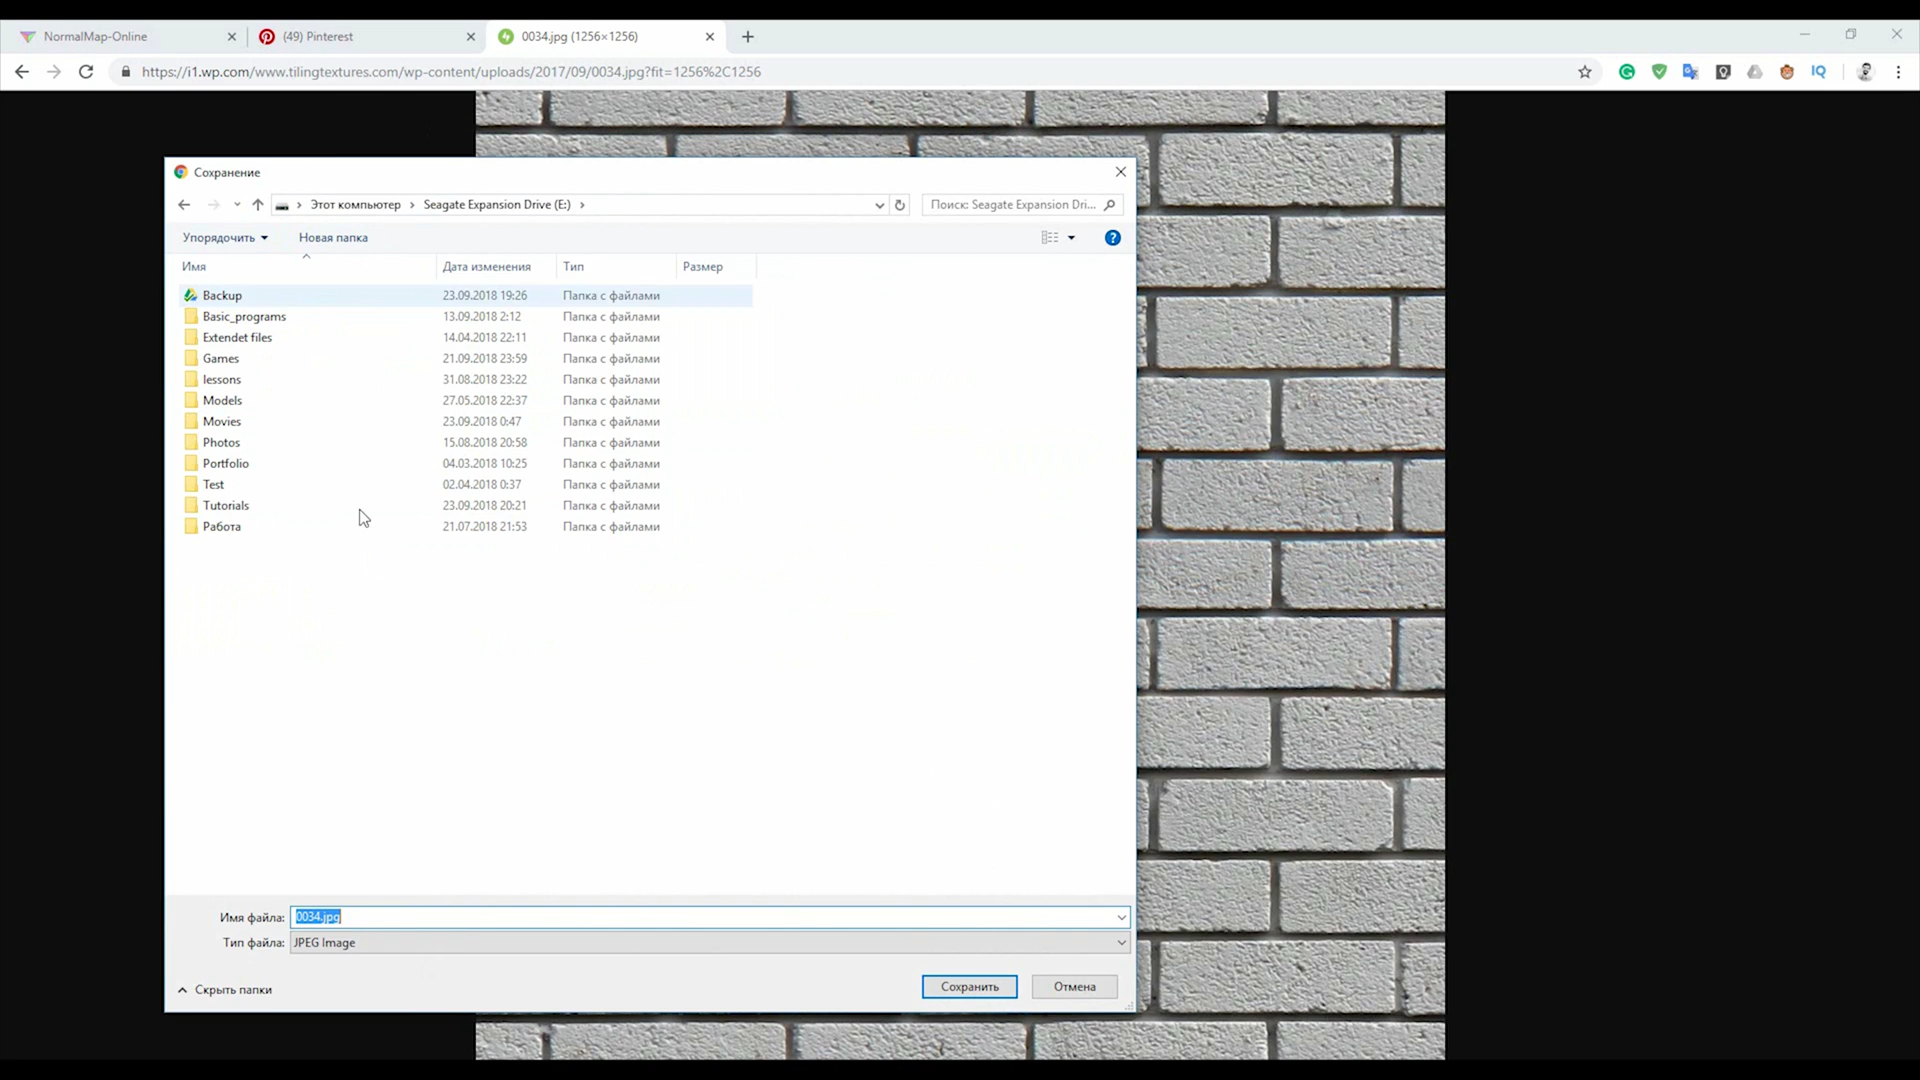 NormalMap-Online
(49) Pinterest
0034.jpg (1256×1256)
https://i1.wp.com/www.tilingtextures.com/wp-content/uploads/2017/09/0034.jpg?fit=1256%2C1256
IQ
Сохранение
Этот компьютер › Seagate Expansion Drive (E:) ›
Поиск: Seagate Expansion Dri...
Упорядочить
Новая папка
Имя Дата изменения Тип Размер
Backup 23.09.2018 19:26 Папка с файлами
Basic_programs 13.09.2018 2:12 Папка с файлами
Extendet files 14.04.2018 22:11 Папка с файлами
Games 21.09.2018 23:59 Папка с файлами
lessons 31.08.2018 23:22 Папка с файлами
Models 27.05.2018 22:37 Папка с файлами
Movies 23.09.2018 0:47 Папка с файлами
Photos 15.08.2018 20:58 Папка с файлами
Portfolio 04.03.2018 10:25 Папка с файлами
Test 02.04.2018 0:37 Папка с файлами
Tutorials 23.09.2018 20:21 Папка с файлами
Работа 21.07.2018 21:53 Папка с файлами
Имя файла: 0034.jpg
Тип файла: JPEG Image
Скрыть папки
Сохранить
Отмена